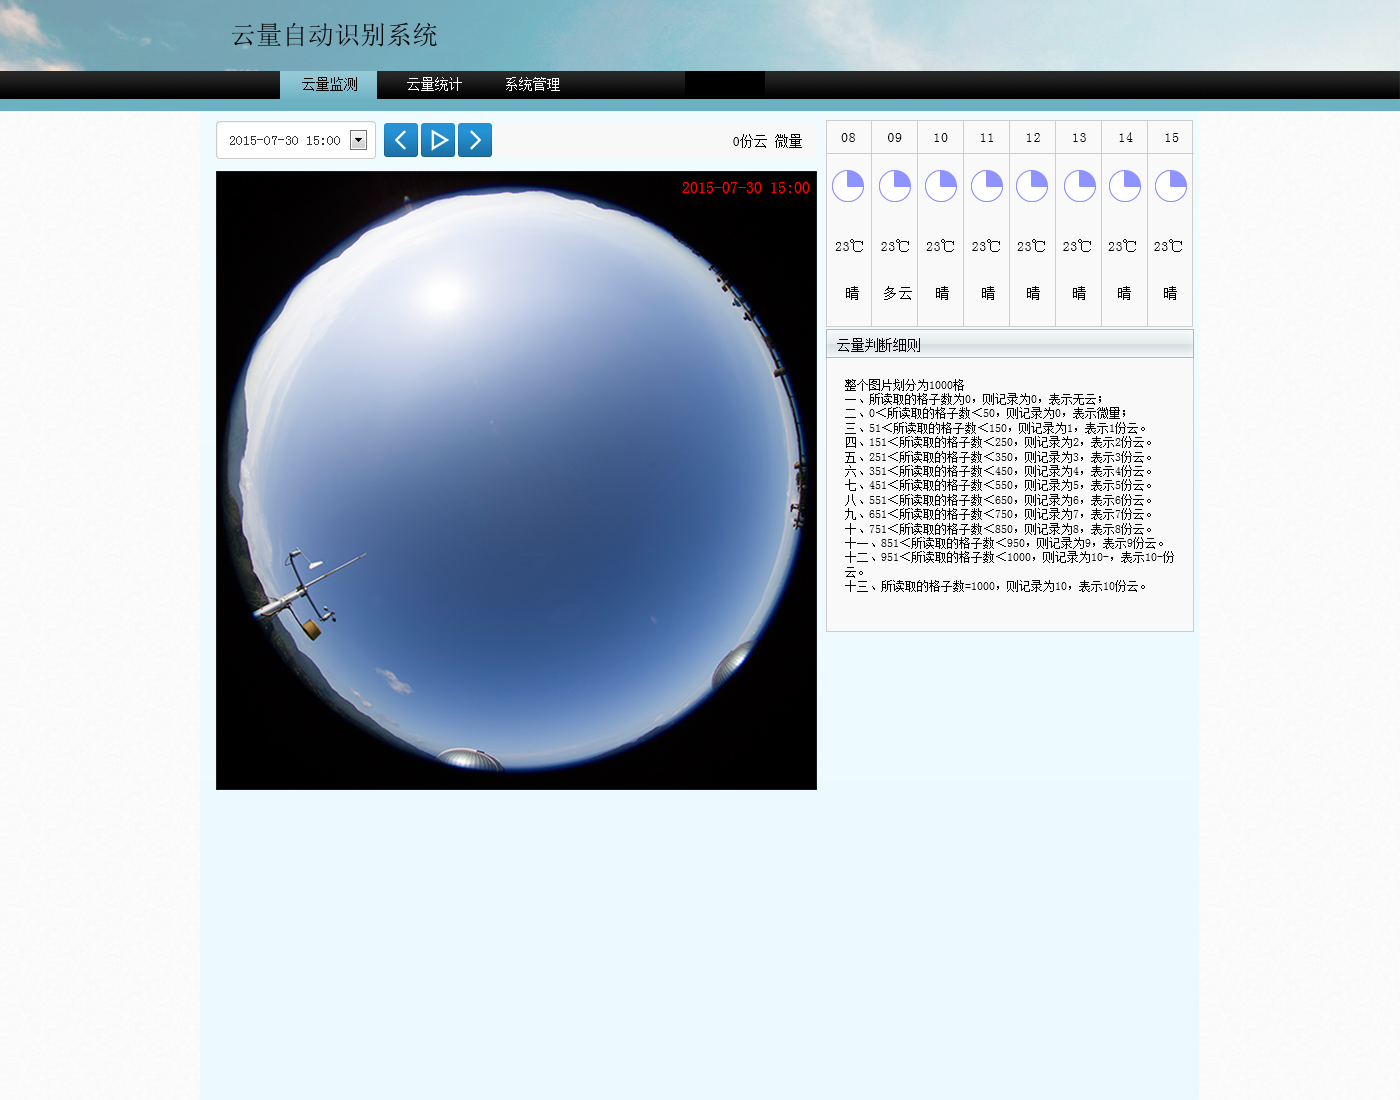 云量自动识别系统
云量监测 云量统计 系统管理
2015-07-30 15:00
0份云 微量
2015-07-30 15:00
08 09 10 11 12 13 14 15
23℃ 23℃ 23℃ 23℃ 23℃ 23℃ 23℃ 23℃
晴 多云 晴 晴 晴 晴 晴 晴
云量判断细则
整个图片划分为1000格
一、所读取的格子数为0，则记录为0，表示无云；
二、0＜所读取的格子数＜50，则记录为0，表示微量；
三、51＜所读取的格子数＜150，则记录为1，表示1份云。
四、151＜所读取的格子数＜250，则记录为2，表示2份云。
五、251＜所读取的格子数＜350，则记录为3，表示3份云。
六、351＜所读取的格子数＜450，则记录为4，表示4份云。
七、451＜所读取的格子数＜550，则记录为5，表示5份云。
八、551＜所读取的格子数＜650，则记录为6，表示6份云。
九、651＜所读取的格子数＜750，则记录为7，表示7份云。
十、751＜所读取的格子数＜850，则记录为8，表示8份云。
十一、851＜所读取的格子数＜950，则记录为9，表示9份云。
十二、951＜所读取的格子数＜1000，则记录为10-，表示10-份
云。
十三、所读取的格子数=1000，则记录为10，表示10份云。